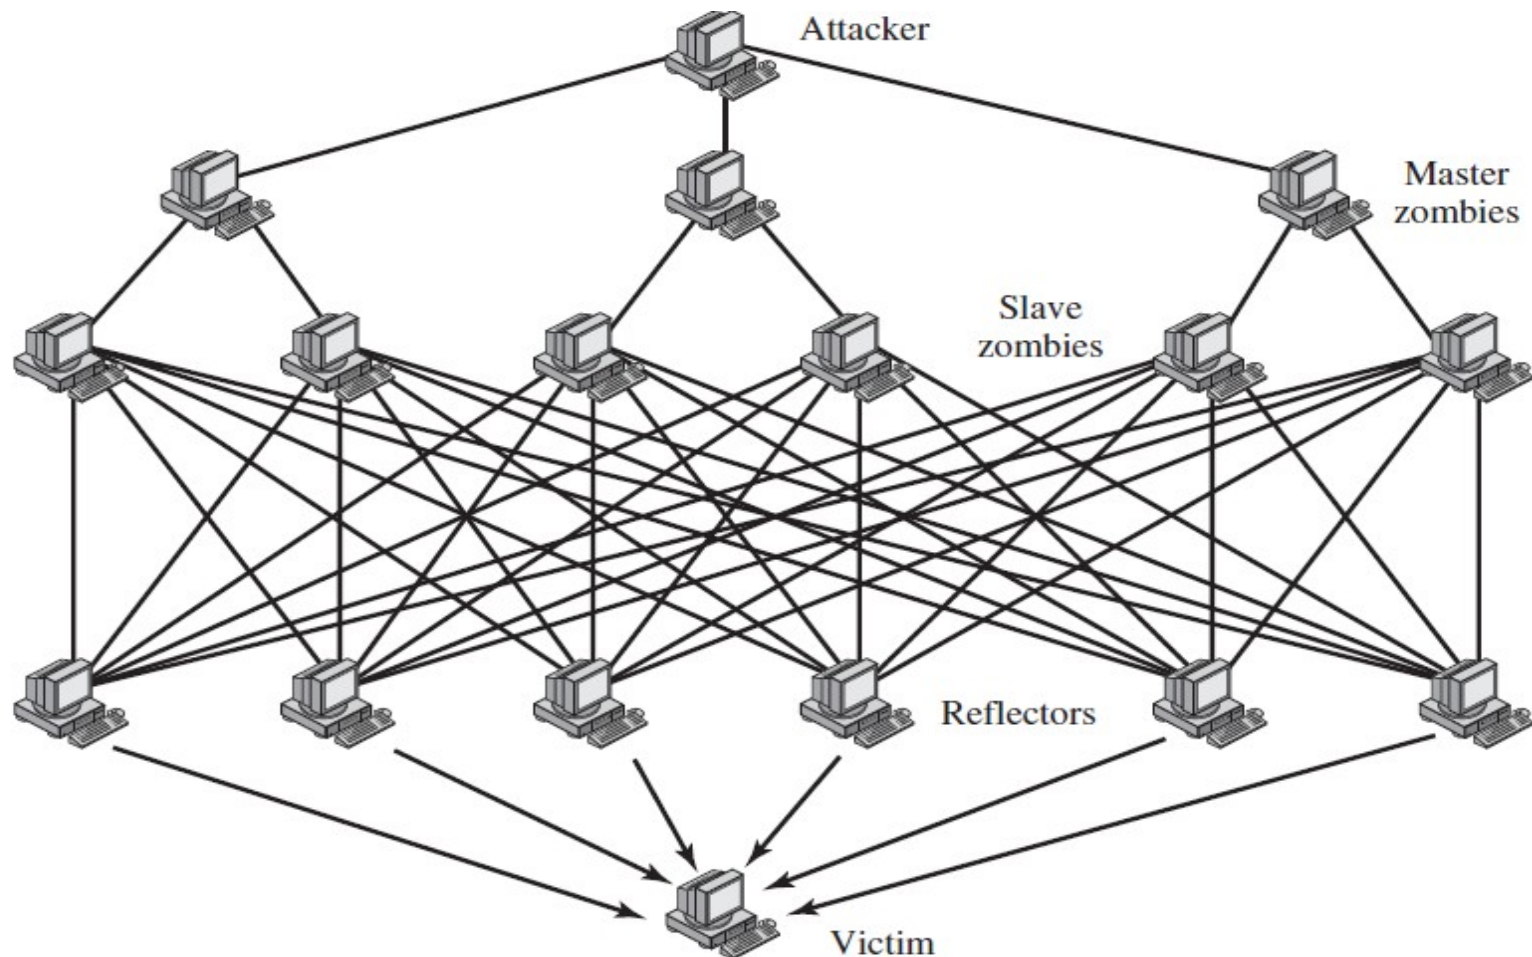 Attacker
Master
zombies
Slave
zombies
Reflectors
Victim